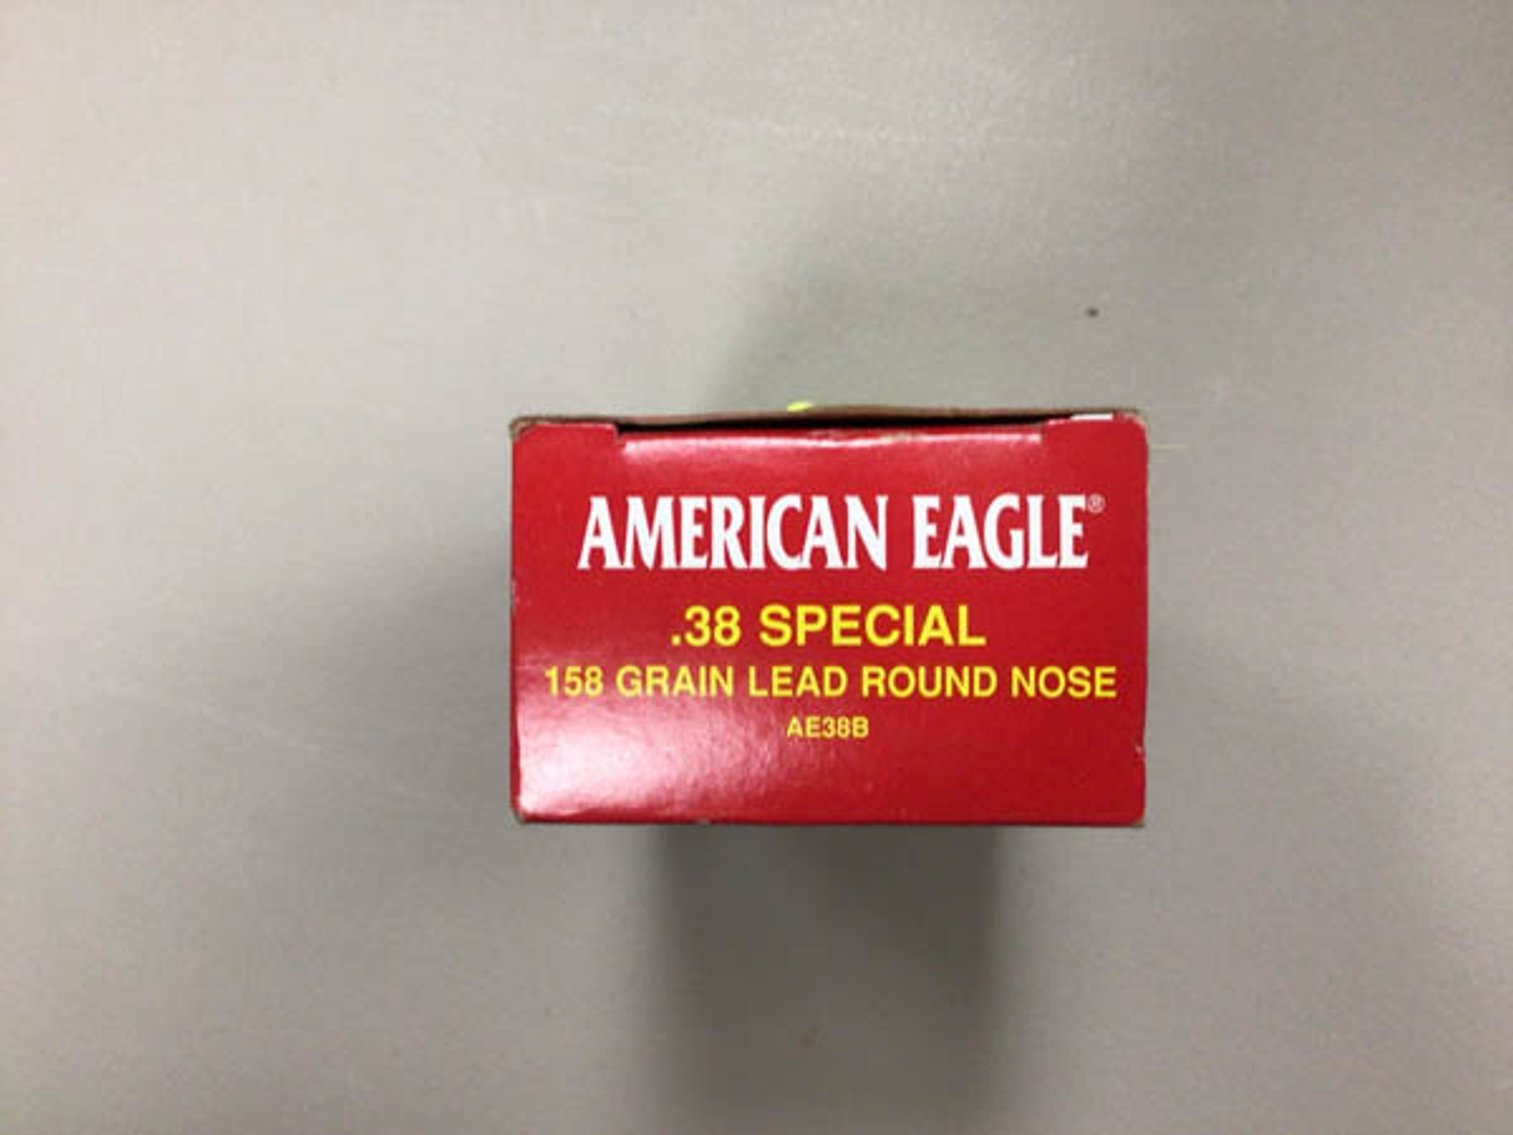 AMERICAN EAGLE®
.38 SPECIAL
158 GRAIN LEAD ROUND NOSE
AE38B